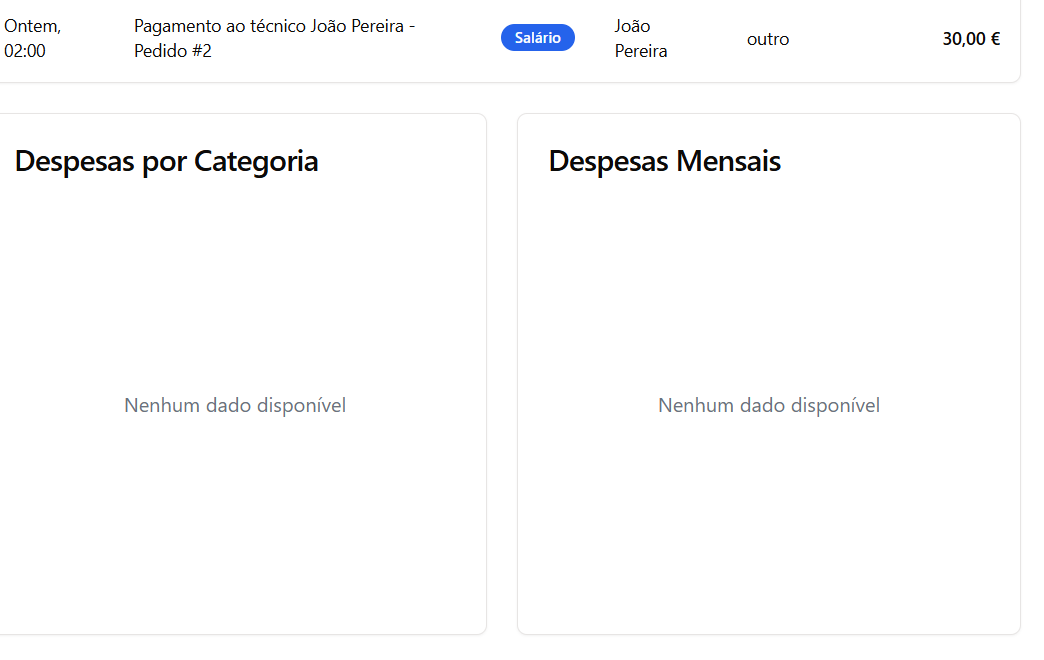 Ontem,
02:00
Pagamento ao técnico João Pereira -
Pedido #2
Salário
João
Pereira
outro
30,00 €
Despesas por Categoria
Nenhum dado disponível
Despesas Mensais
Nenhum dado disponível